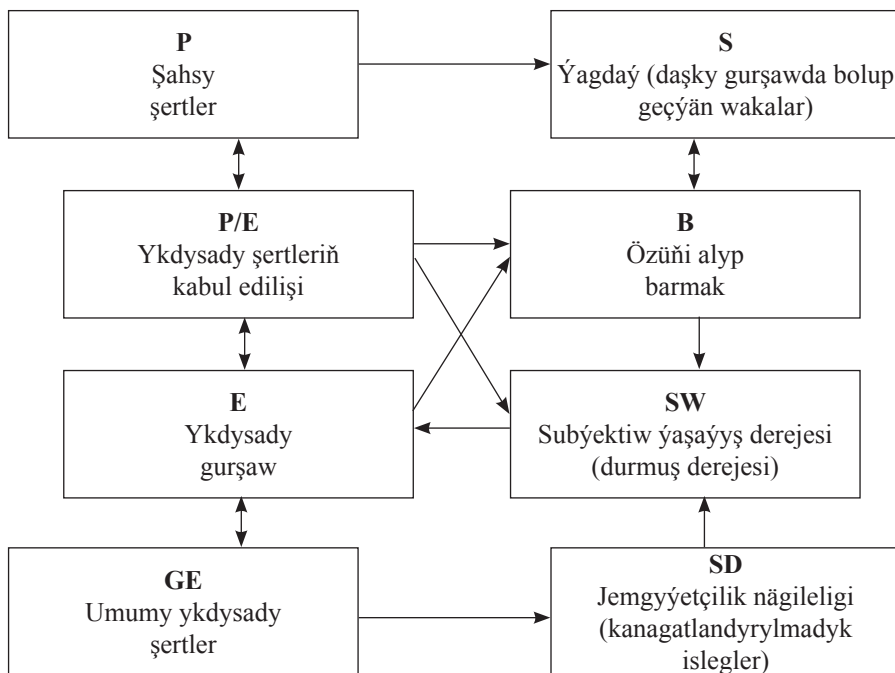 P
Şahsy
şertler
S
Ýagdaý (daşky gurşawda bolup
geçýän wakalar)
P/E
Ykdysady şertleriň
kabul edilişi
B
Özüňi alyp
barmak
E
Ykdysady
gurşaw
SW
Subýektiw ýaşaýyş derejesi
(durmuş derejesi)
GE
Umumy ykdysady
şertler
SD
Jemgyýetçilik nägileligi
(kanagatlandyrylmadyk
islegler)